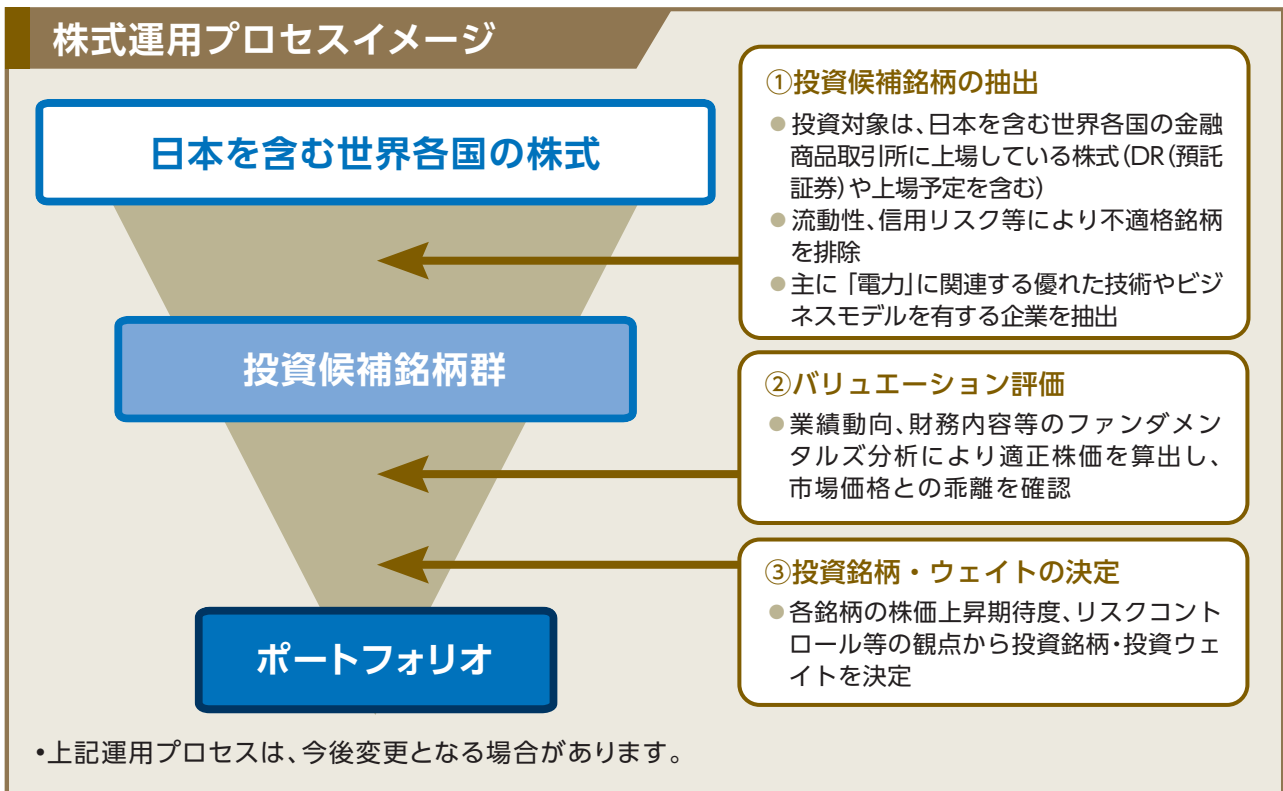 株式運用プロセスイメージ
日本を含む世界各国の株式
投資候補銘柄群
ポートフォリオ
①投資候補銘柄の抽出
●投資対象は、日本を含む世界各国の金融
商品取引所に上場している株式(DR(預託
証券)や上場予定を含む)
●流動性、信用リスク等により不適格銘柄
を排除
●主に「電力」に関連する優れた技術やビジ
ネスモデルを有する企業を抽出
②バリュエーション評価
●業績動向、財務内容等のファンダメン
タルズ分析により適正株価を算出し、
市場価格との乖離を確認
③投資銘柄・ウェイトの決定
●各銘柄の株価上昇期待度、リスクコント
ロール等の観点から投資銘柄・投資ウェ
イトを決定
•上記運用プロセスは、今後変更となる場合があります。